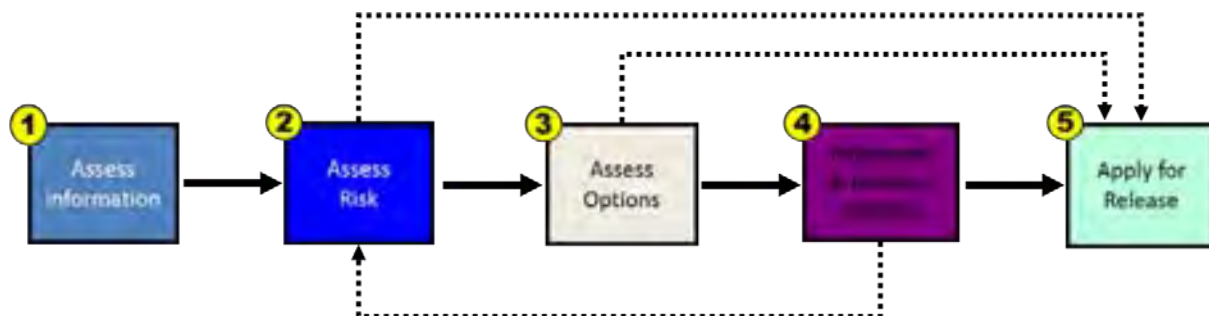 1
Assess
information
2
Assess
Risk
3
Assess
Options
4
5
Apply for
Release